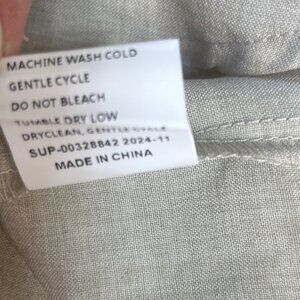 MACHINE WASH COLD
GENTLE CYCLE
DO NOT BLEACH
TUMBLE DRY LOW
DRYCLEAN, GENTLE CYCLE
SUP-00328842 2024-11
MADE IN CHINA